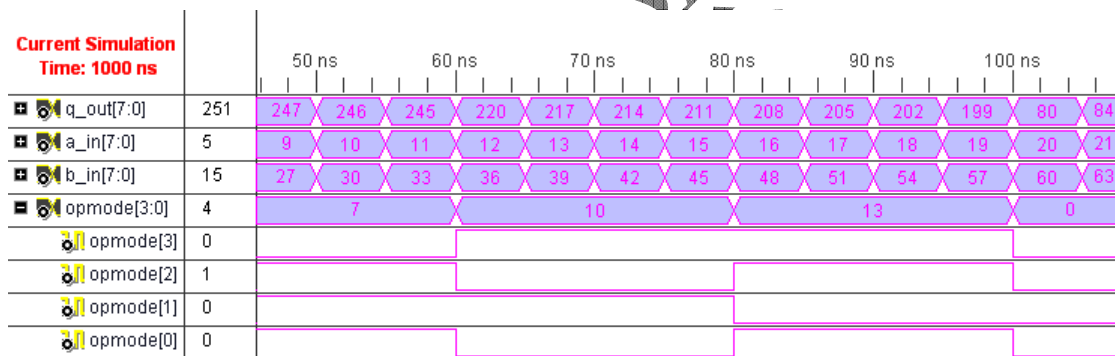 Current Simulation
Time: 1000 ns
50 ns 60 ns 70 ns 80 ns 90 ns 100 ns
q_out[7:0] 251 247 246 245 220 217 214 211 208 205 202 199 80 84
a_in[7:0] 5 9 10 11 12 13 14 15 16 17 18 19 20 21
b_in[7:0] 15 27 30 33 36 39 42 45 48 51 54 57 60 63
opmode[3:0] 4 7 10 13 0
opmode[3] 0
opmode[2] 1
opmode[1] 0
opmode[0] 0